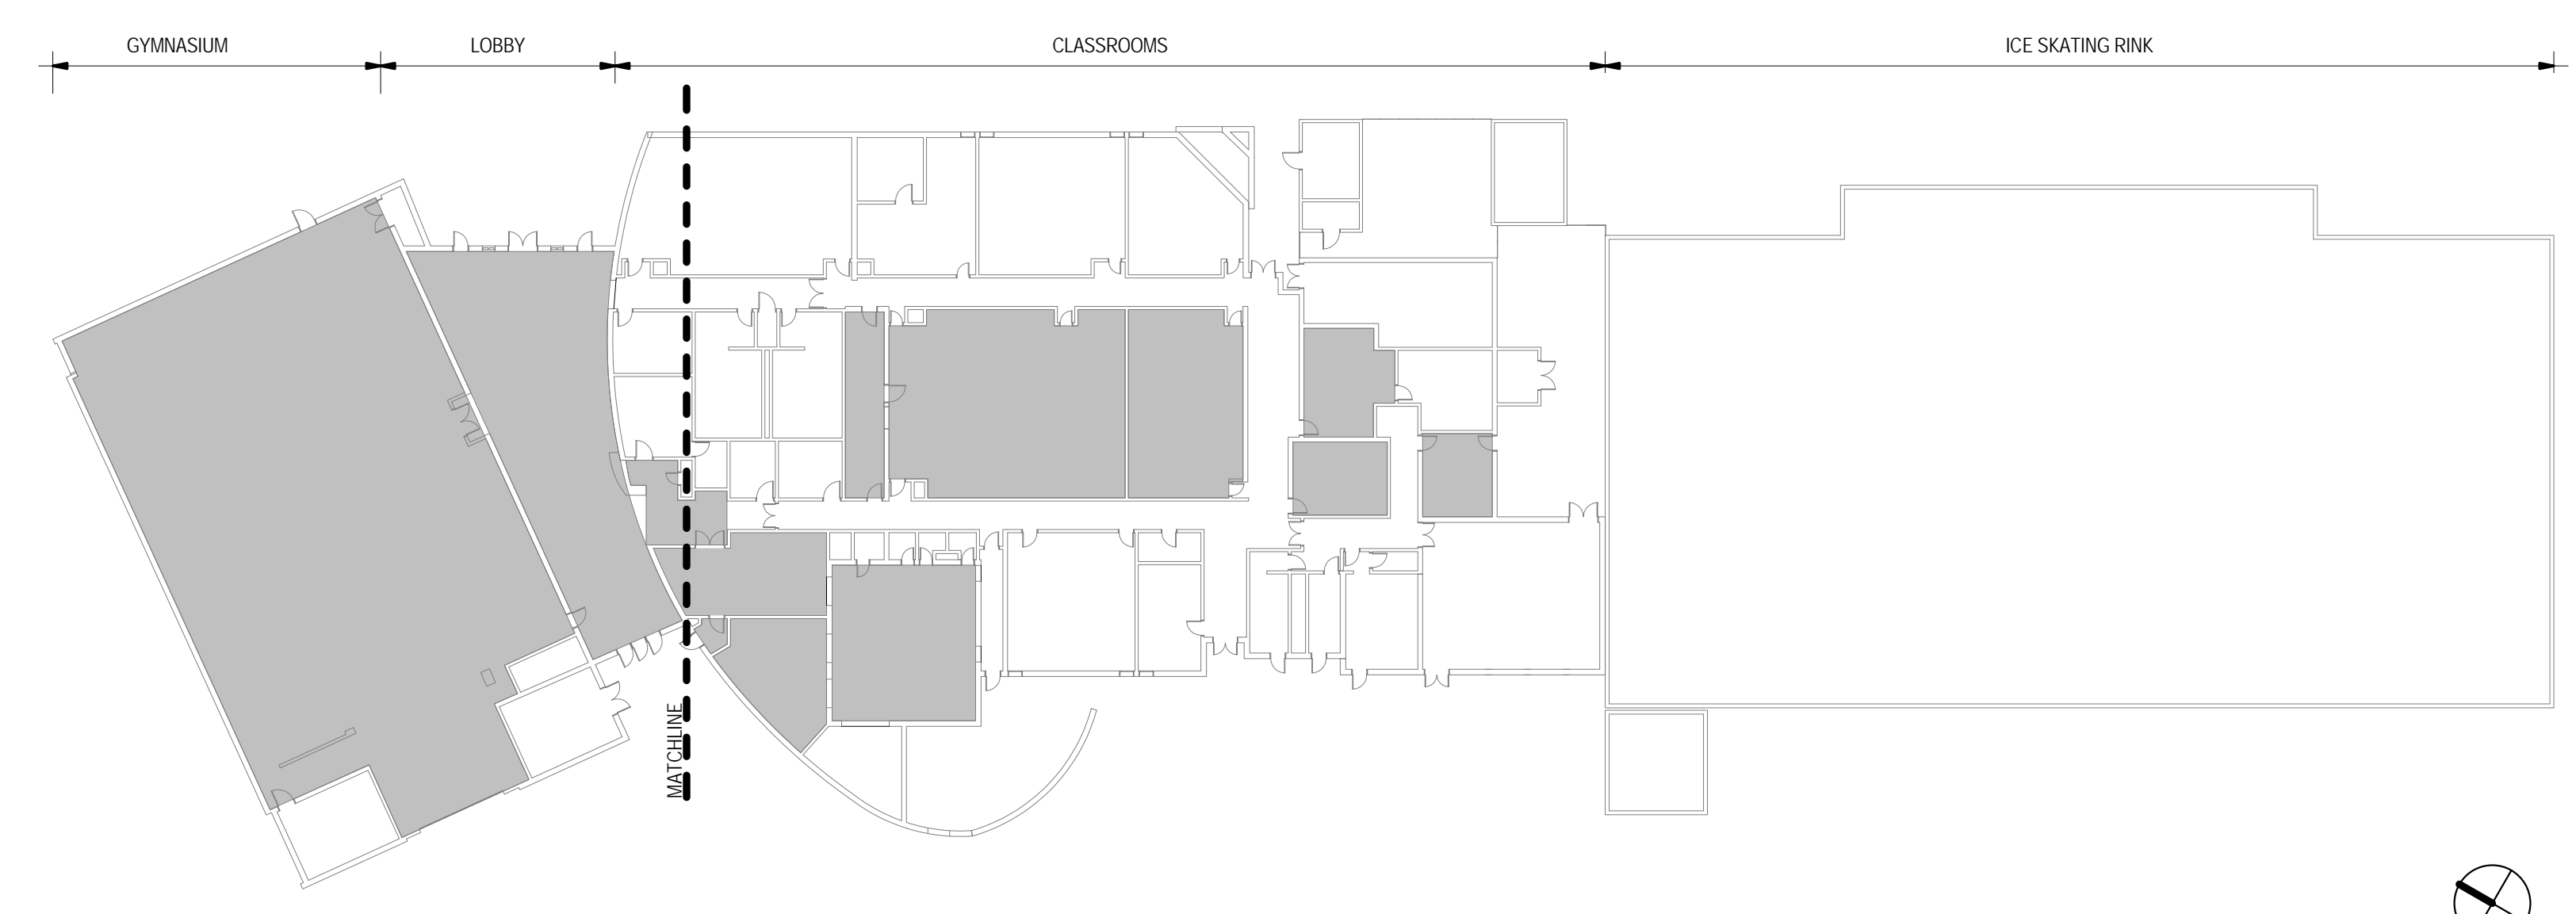 GYMNASIUM
LOBBY
CLASSROOMS
ICE SKATING RINK
MATCHLINE